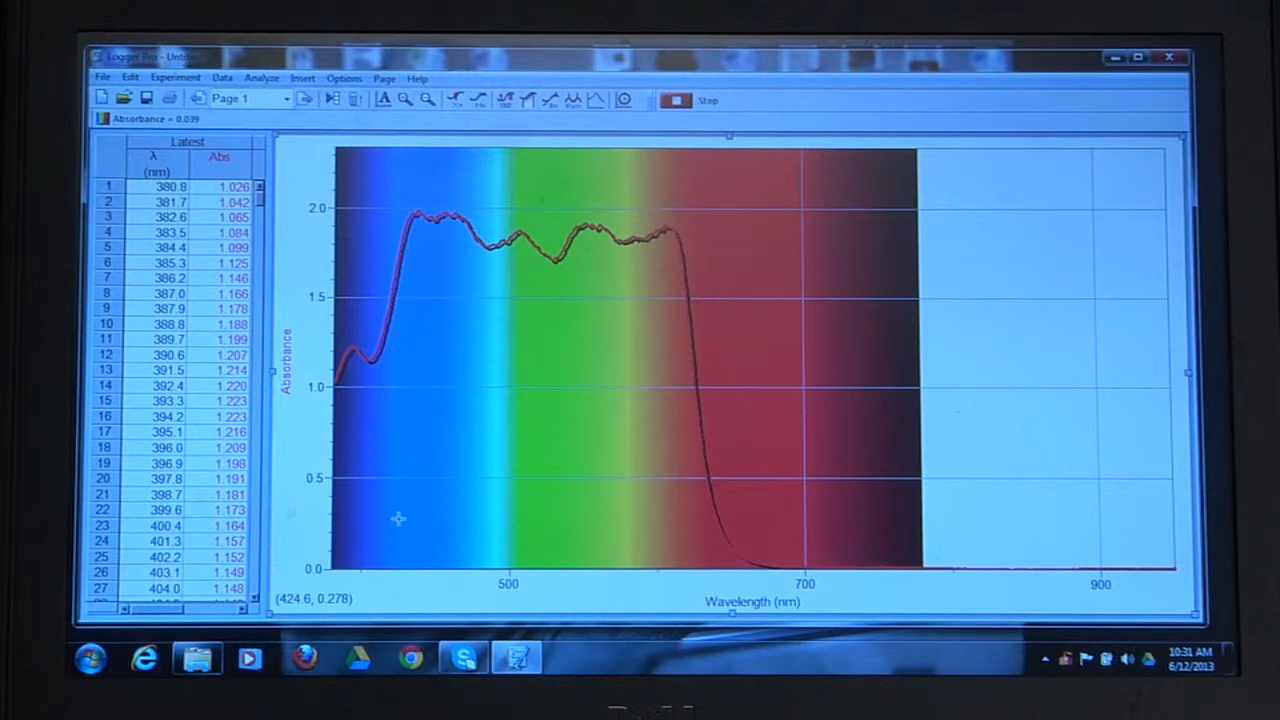 Logger Pro - Untitled
File Edit Experiment Data Analyze Insert Options Page Help
Page 1 Stop
Absorbance = 0.039
Latest
λ Abs
(nm)
1 380.8 1.026
2 381.7 1.042
3 382.6 1.065
4 383.5 1.084
5 384.4 1.099
6 385.3 1.125
7 386.2 1.146
8 387.0 1.166
9 387.9 1.178
10 388.8 1.188
11 389.7 1.199
12 390.6 1.207
13 391.5 1.214
14 392.4 1.220
15 393.3 1.223
16 394.2 1.223
17 395.1 1.216
18 396.0 1.209
19 396.9 1.198
20 397.8 1.191
21 398.7 1.181
22 399.6 1.173
23 400.4 1.164
24 401.3 1.157
25 402.2 1.152
26 403.1 1.149
27 404.0 1.148
2.0
1.5
Absorbance
1.0
0.5
0.0
500 700 900
(424.6, 0.278)
Wavelength (nm)
10:31 AM
6/12/2013